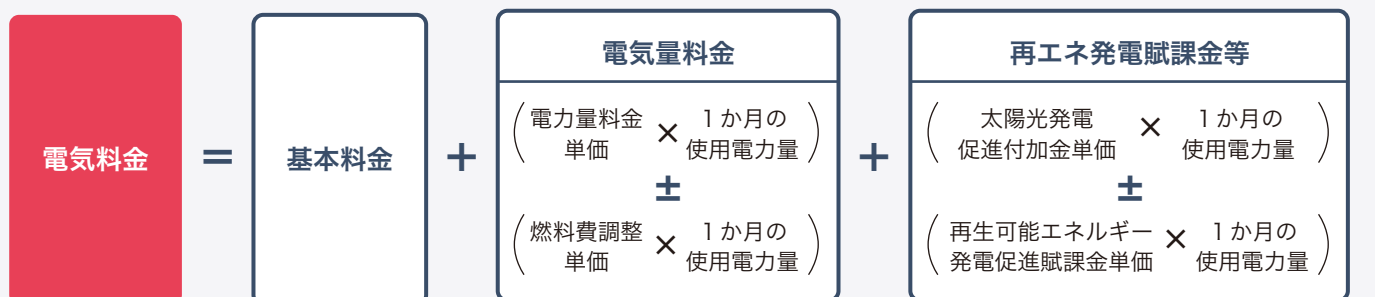 電気料金
＝
基本料金
＋
電気量料金
（電力量料金単価 × １か月の使用電力量）
±
（燃料費調整単価 × １か月の使用電力量）
＋
再エネ発電賦課金等
（太陽光発電促進付加金単価 × １か月の使用電力量）
±
（再生可能エネルギー発電促進賦課金単価 × １か月の使用電力量）